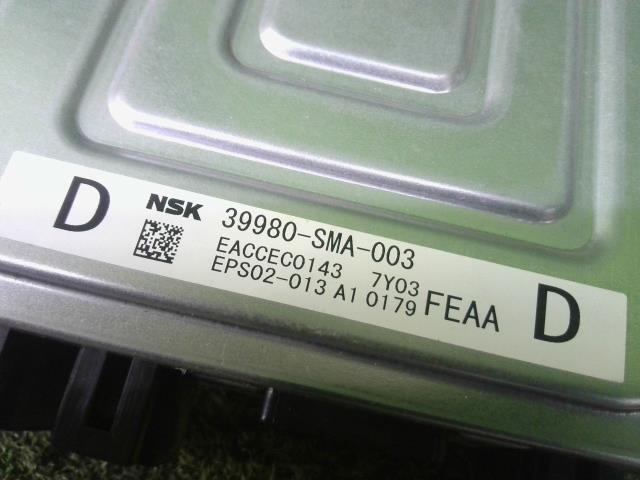 D NSK 39980-SMA-003
EACCEC0143 7Y03
EPS02-013 A1 0179 FEAA D